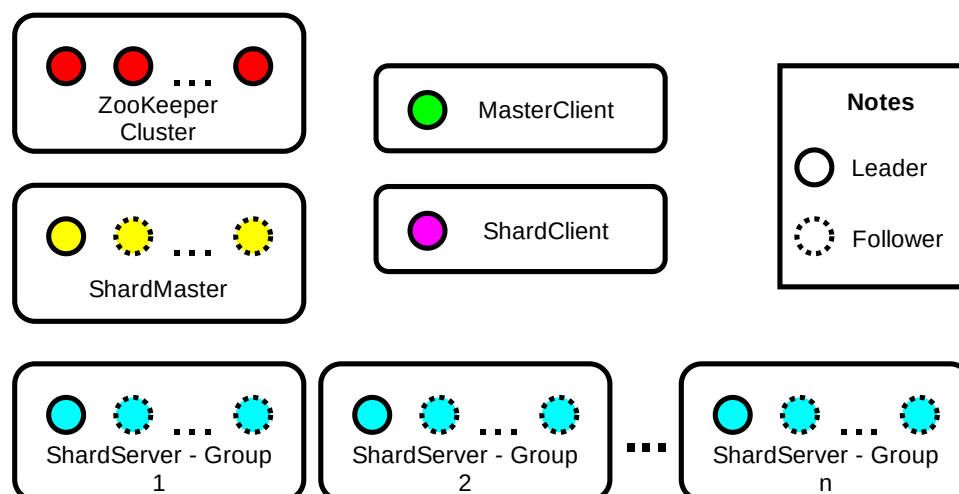 ZooKeeper
Cluster
MasterClient
Notes
Leader
ShardMaster
ShardClient
Follower
ShardServer - Group
1
ShardServer - Group
2
ShardServer - Group
n